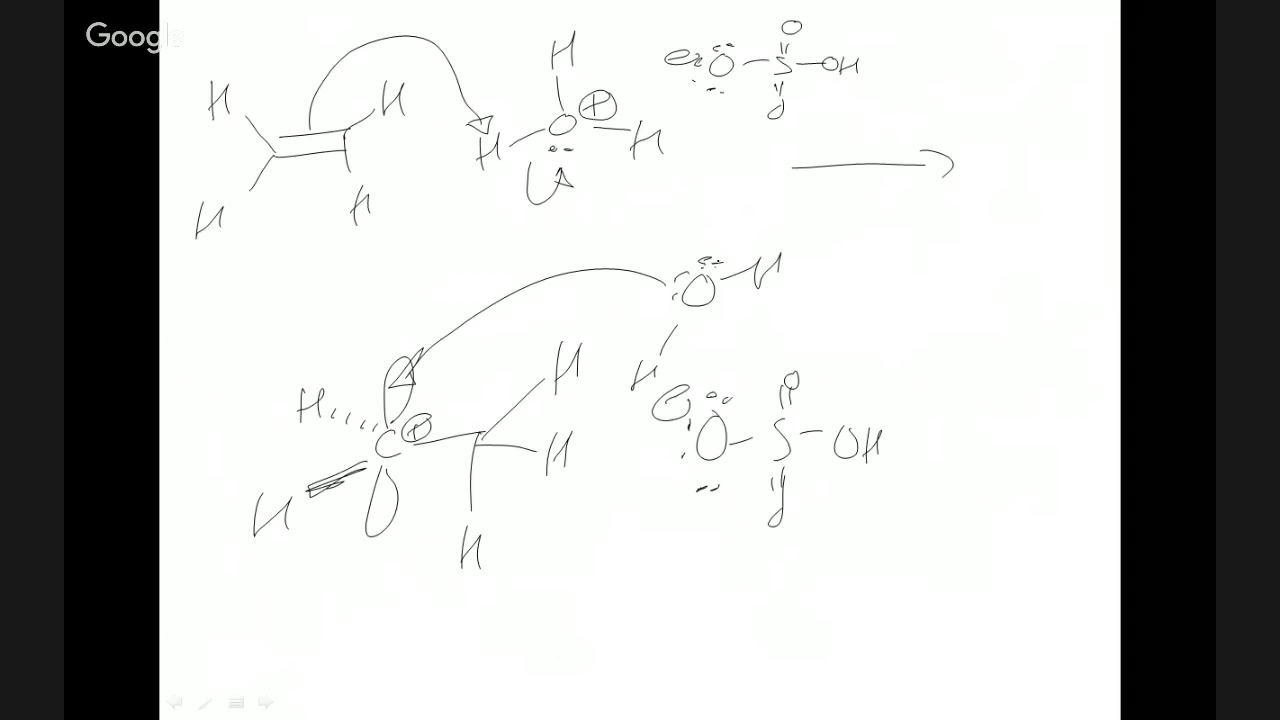 Google
H H H ⊕ O H H H H
⊖ :O - S - OH
O
O
:O - H
H
H C ⊕ H H H H
⊖ :O - S - OH
O
O